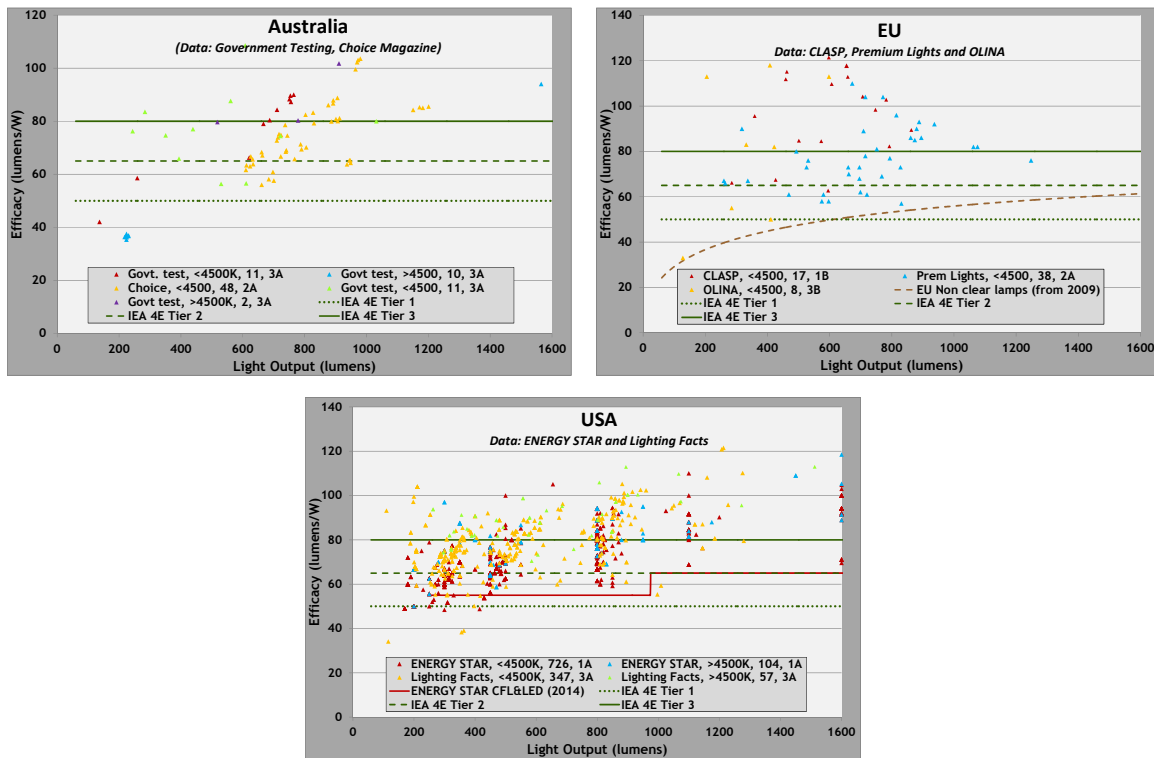 Australia
(Data: Government Testing, Choice Magazine)
Efficacy (lumens/W)
120
100
80
60
40
20
0
Govt. test, <4500K, 11, 3A
Govt test, >4500, 10, 3A
Choice, <4500, 48, 2A
Govt test, <4500, 11, 3A
Govt test, >4500K, 2, 3A
IEA 4E Tier 1
IEA 4E Tier 2
IEA 4E Tier 3
0 200 400 600 800 1000 1200 1400 1600
Light Output (lumens)
EU
Data: CLASP, Premium Lights and OLINA
Efficacy (lumens/W)
140
120
100
80
60
40
20
0
CLASP, <4500, 17, 1B
Prem Lights, <4500, 38, 2A
OLINA, <4500, 8, 3B
EU Non clear lamps (from 2009)
IEA 4E Tier 1
IEA 4E Tier 2
IEA 4E Tier 3
0 200 400 600 800 1000 1200 1400 1600
Light Output (lumens)
USA
Data: ENERGY STAR and Lighting Facts
Efficacy (lumens/W)
140
120
100
80
60
40
20
0
ENERGY STAR, <4500K, 726, 1A
ENERGY STAR, >4500K, 104, 1A
Lighting Facts, <4500K, 347, 3A
Lighting Facts, >4500K, 57, 3A
ENERGY STAR CFL&LED (2014)
IEA 4E Tier 1
IEA 4E Tier 2
IEA 4E Tier 3
0 200 400 600 800 1000 1200 1400 1600
Light Output (lumens)